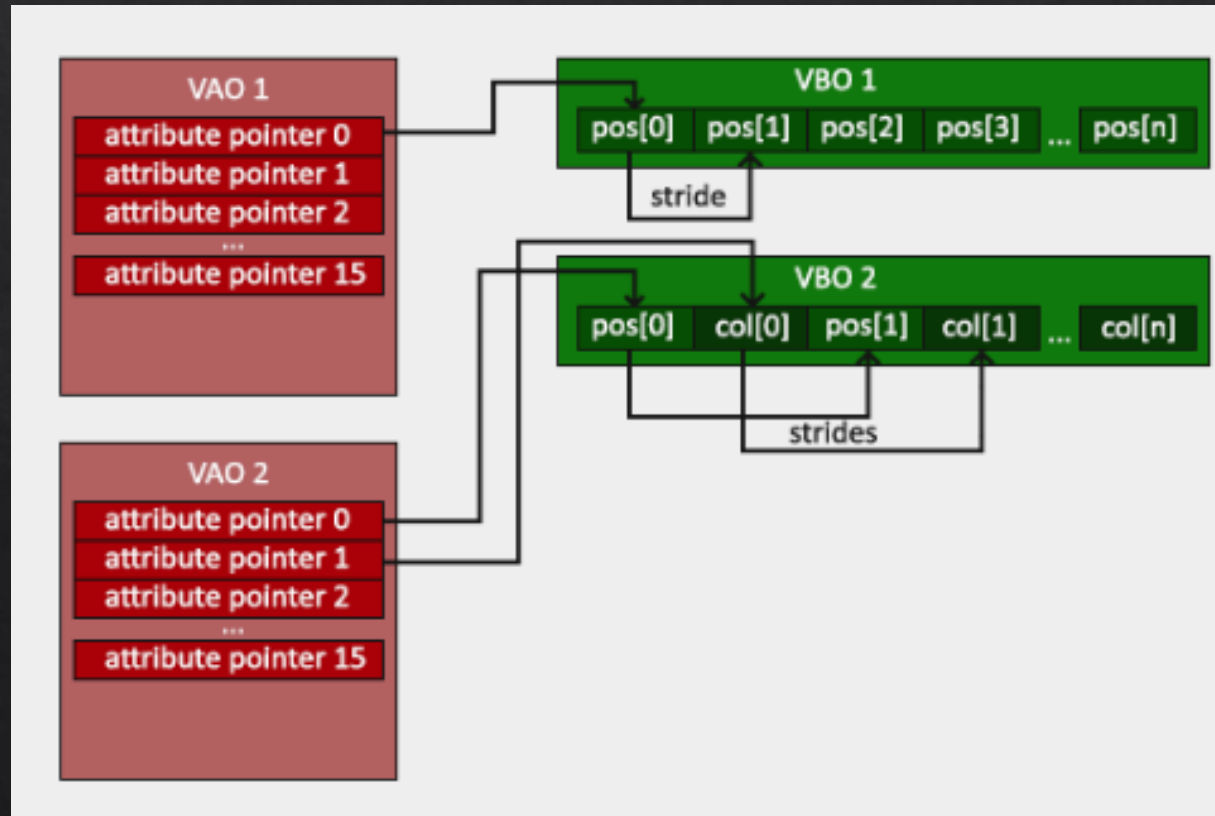 VAO 1
attribute pointer 0
attribute pointer 1
attribute pointer 2
...
attribute pointer 15
VBO 1
pos[0] pos[1] pos[2] pos[3] ... pos[n]
stride
VBO 2
pos[0] col[0] pos[1] col[1] ... col[n]
strides
VAO 2
attribute pointer 0
attribute pointer 1
attribute pointer 2
...
attribute pointer 15